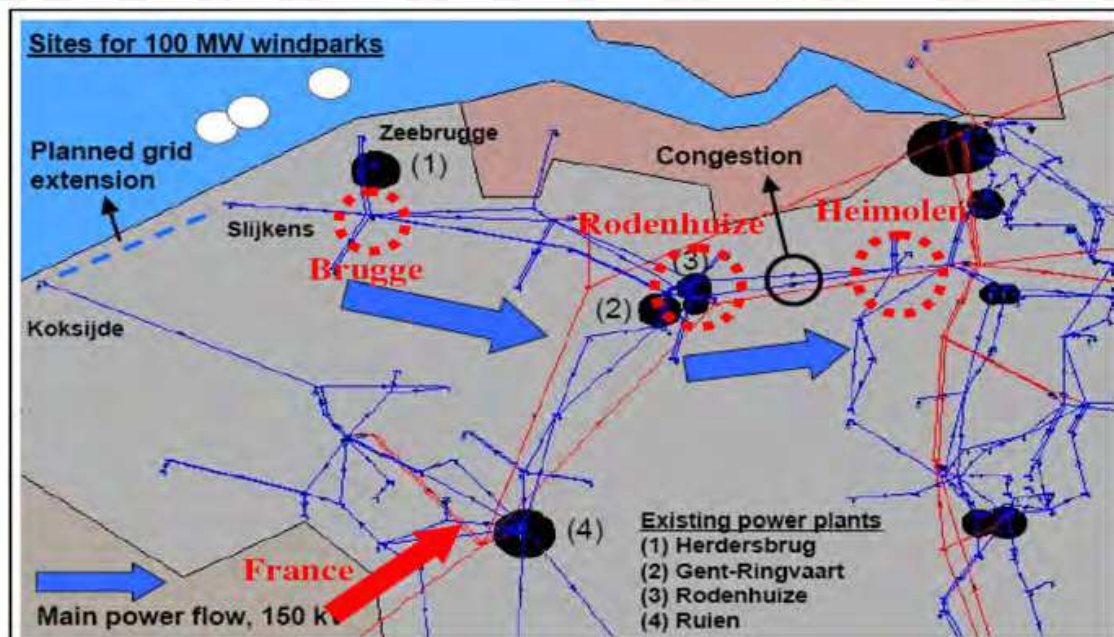 Sites for 100 MW windparks
Planned grid
extension
Zeebrugge
(1)
Congestion
Slijkens
Rodenhuize
Heimolen
(3)
Brugge
(2)
Koksijde
(4)
Existing power plants
(1) Herdersbrug
(2) Gent-Ringvaart
(3) Rodenhuize
(4) Ruien
France
Main power flow, 150 kV